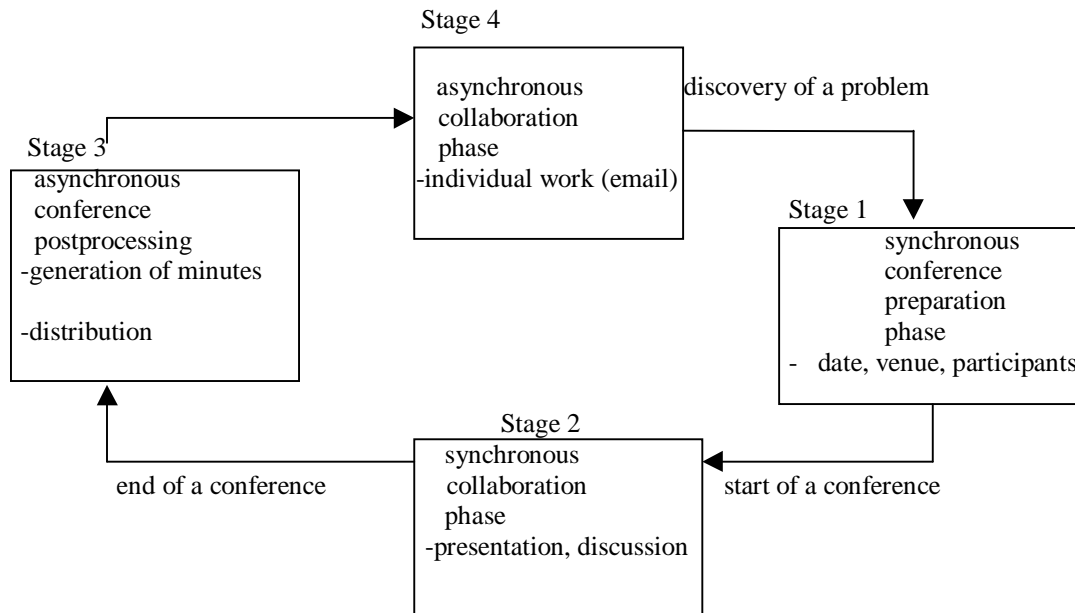 Stage 4
asynchronous
collaboration
phase
-individual work (email)
discovery of a problem
Stage 3
asynchronous
conference
postprocessing
-generation of minutes
-distribution
Stage 1
synchronous
conference
preparation
phase
- date, venue, participants
Stage 2
synchronous
collaboration
phase
-presentation, discussion
end of a conference
start of a conference